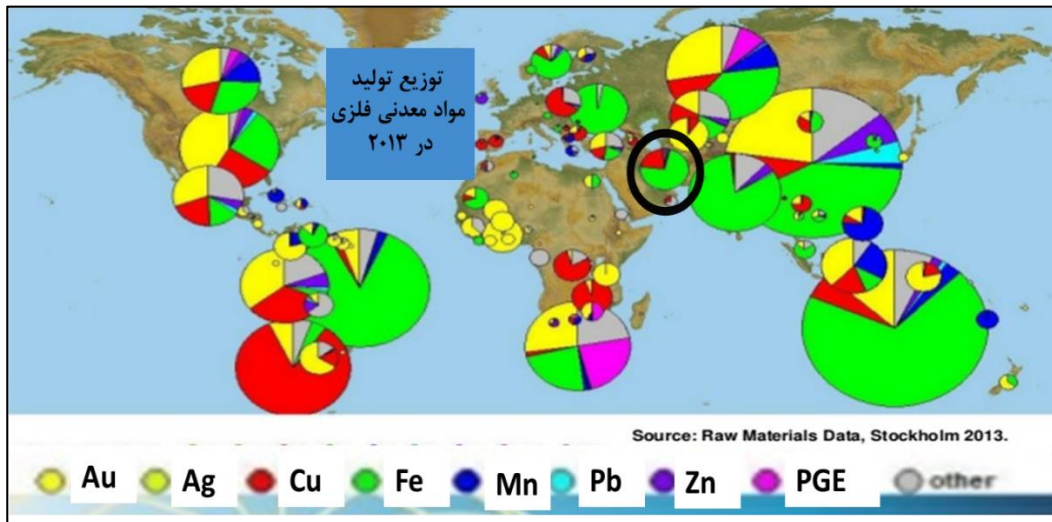 توزیع تولید
مواد معدنی فلزی
در ۲۰۱۳
Source: Raw Materials Data, Stockholm 2013.
Au Ag Cu Fe Mn Pb Zn PGE other